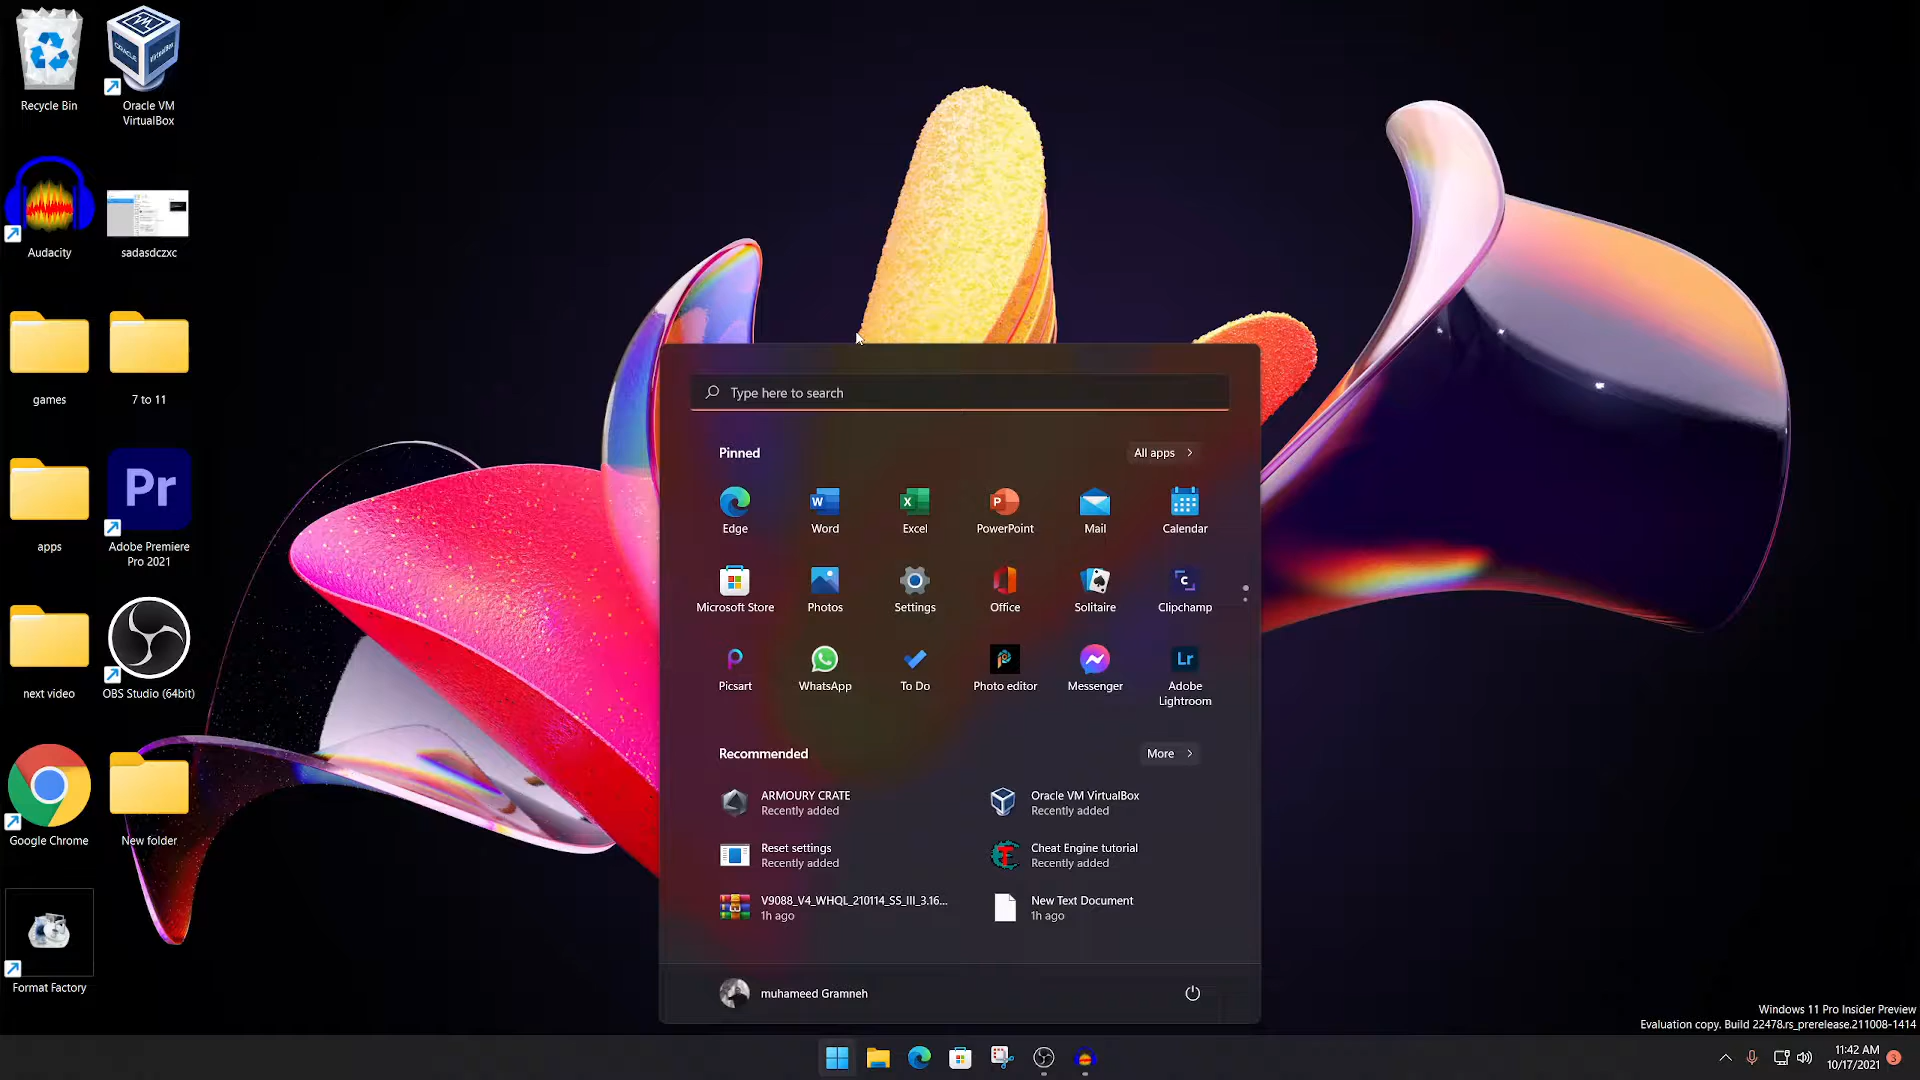 Recycle Bin
Oracle VM
VirtualBox
ORACLE
VirtualBox
Audacity
sadasdczxc
games
7 to 11
apps
Pr
Adobe Premiere
Pro 2021
next video
OBS Studio (64bit)
Google Chrome
New folder
Format Factory
Type here to search
Pinned
All apps
Edge
Word
Excel
PowerPoint
Mail
Calendar
Microsoft Store
Photos
Settings
Office
Solitaire
Clipchamp
Picsart
WhatsApp
To Do
Photo editor
Messenger
Lr
Adobe
Lightroom
Recommended
More
ARMOURY CRATE
Recently added
Oracle VM VirtualBox
Recently added
Reset settings
Recently added
Cheat Engine tutorial
Recently added
V9088_V4_WHQL_210114_SS_III_3.16...
1h ago
New Text Document
1h ago
muhameed Gramneh
Windows 11 Pro Insider Preview
Evaluation copy. Build 22478.rs_prerelease.211008-1414
11:42 AM
10/17/2021
3